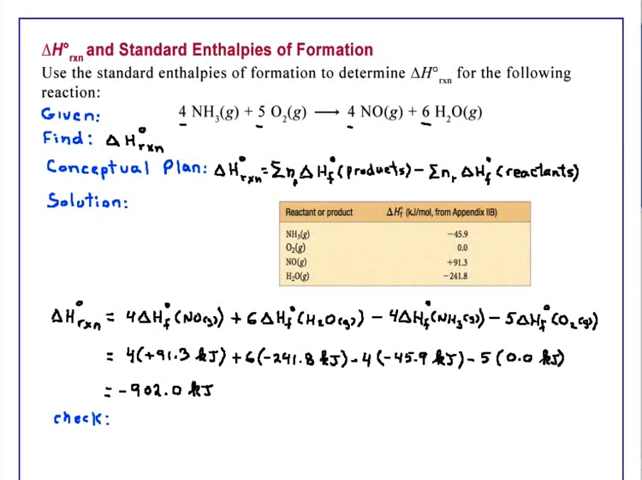 ΔH°rxn and Standard Enthalpies of Formation
Use the standard enthalpies of formation to determine ΔH°rxn for the following
reaction:
Given: 4 NH₃(g) + 5 O₂(g) ⟶ 4 NO(g) + 6 H₂O(g)
Find: ΔH°rxn
Conceptual Plan: ΔH°rxn = Σnₚ ΔH°f (products) - Σnᵣ ΔH°f (reactants)
Solution:
Reactant or product ΔH°f (kJ/mol, from Appendix IIB)
NH₃(g) −45.9
O₂(g) 0.0
NO(g) +91.3
H₂O(g) −241.8
ΔH°rxn = 4ΔH°f (NO(g)) + 6ΔH°f (H₂O(g)) - 4ΔH°f (NH₃(g)) - 5ΔH°f (O₂(g))
= 4(+91.3 kJ) + 6(-241.8 kJ) - 4(-45.9 kJ) - 5(0.0 kJ)
= -902.0 kJ
check: